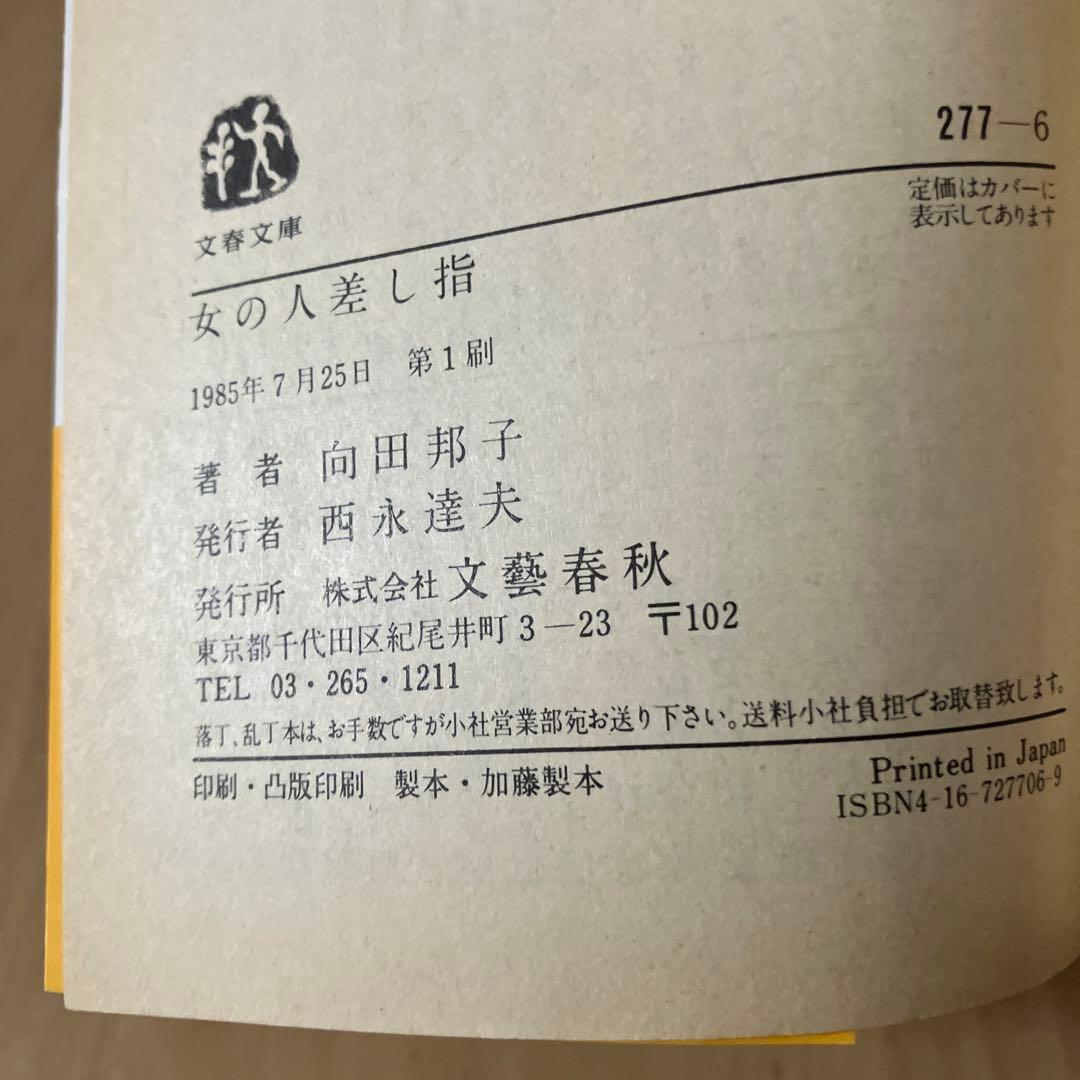 文春文庫
277—6
定価はカバーに
表示してあります
女の人差し指
1985年7月25日 第1刷
著 者 向田邦子
発行者 西永達夫
発行所 株式会社 文藝春秋
東京都千代田区紀尾井町3—23 〒102
TEL 03・265・1211
落丁、乱丁本は、お手数ですが小社営業部宛お送り下さい。送料小社負担でお取替致します。
印刷・凸版印刷 製本・加藤製本
Printed in Japan
ISBN4-16-727706-9